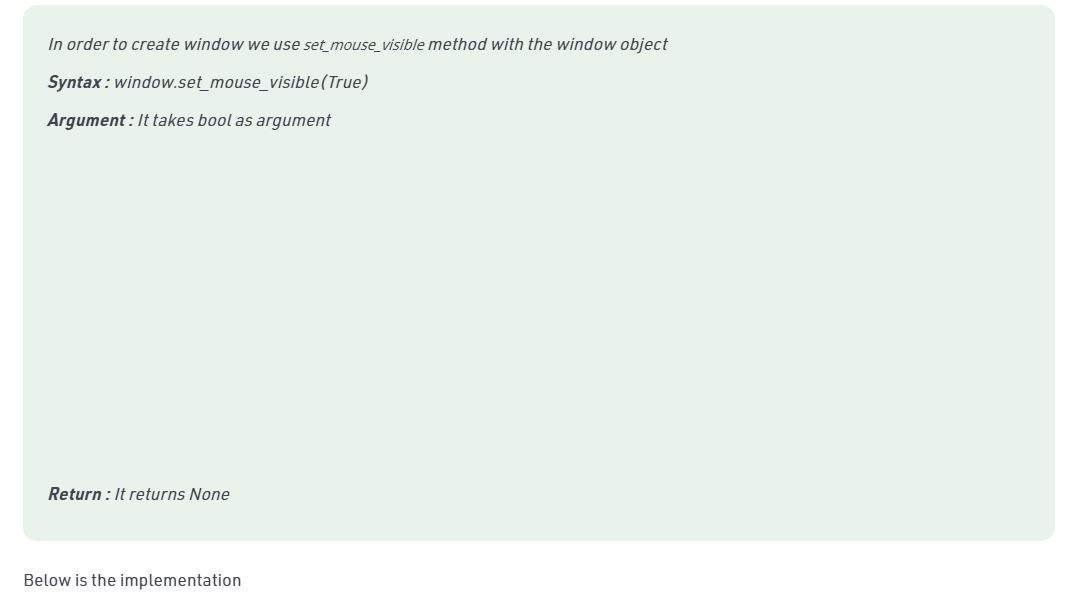 In order to create window we use set_mouse_visible method with the window object
Syntax : window.set_mouse_visible(True)
Argument : It takes bool as argument
Return : It returns None
Below is the implementation